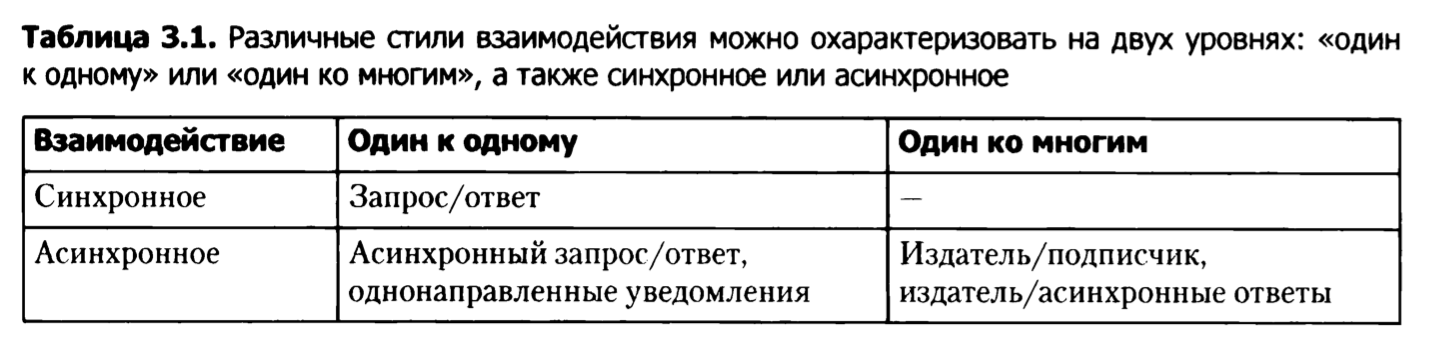 Таблица 3.1. Различные стили взаимодействия можно охарактеризовать на двух уровнях: «один
к одному» или «один ко многим», а также синхронное или асинхронное
Взаимодействие Один к одному Один ко многим
Синхронное Запрос/ответ —
Асинхронное Асинхронный запрос/ответ, Издатель/подписчик,
однонаправленные уведомления издатель/асинхронные ответы